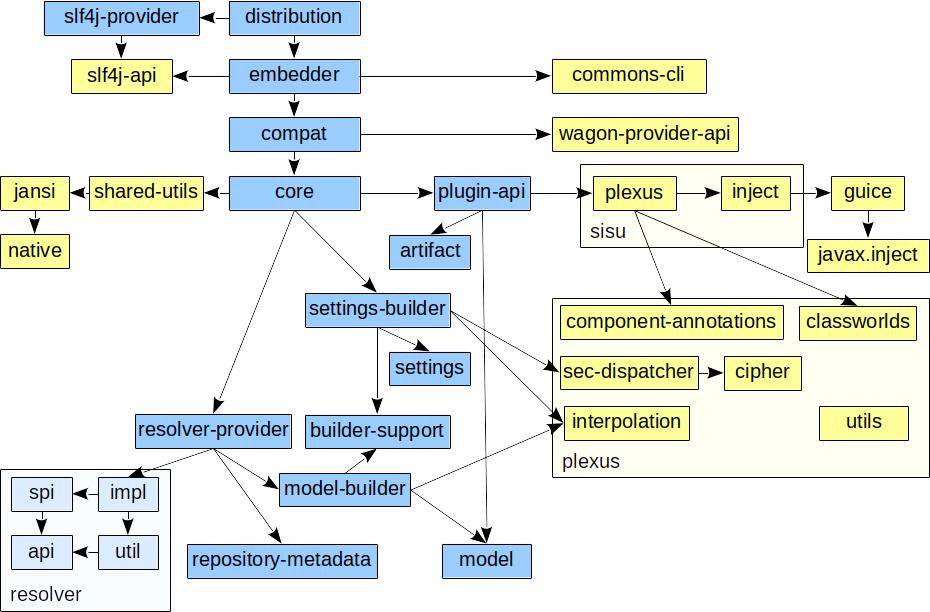 slf4j-provider
distribution
slf4j-api
embedder
commons-cli
compat
wagon-provider-api
jansi
shared-utils
core
plugin-api
plexus
inject
guice
sisu
native
artifact
javax.inject
settings-builder
component-annotations
classworlds
settings
sec-dispatcher
cipher
resolver-provider
builder-support
interpolation
utils
plexus
spi
impl
model-builder
api
util
repository-metadata
model
resolver